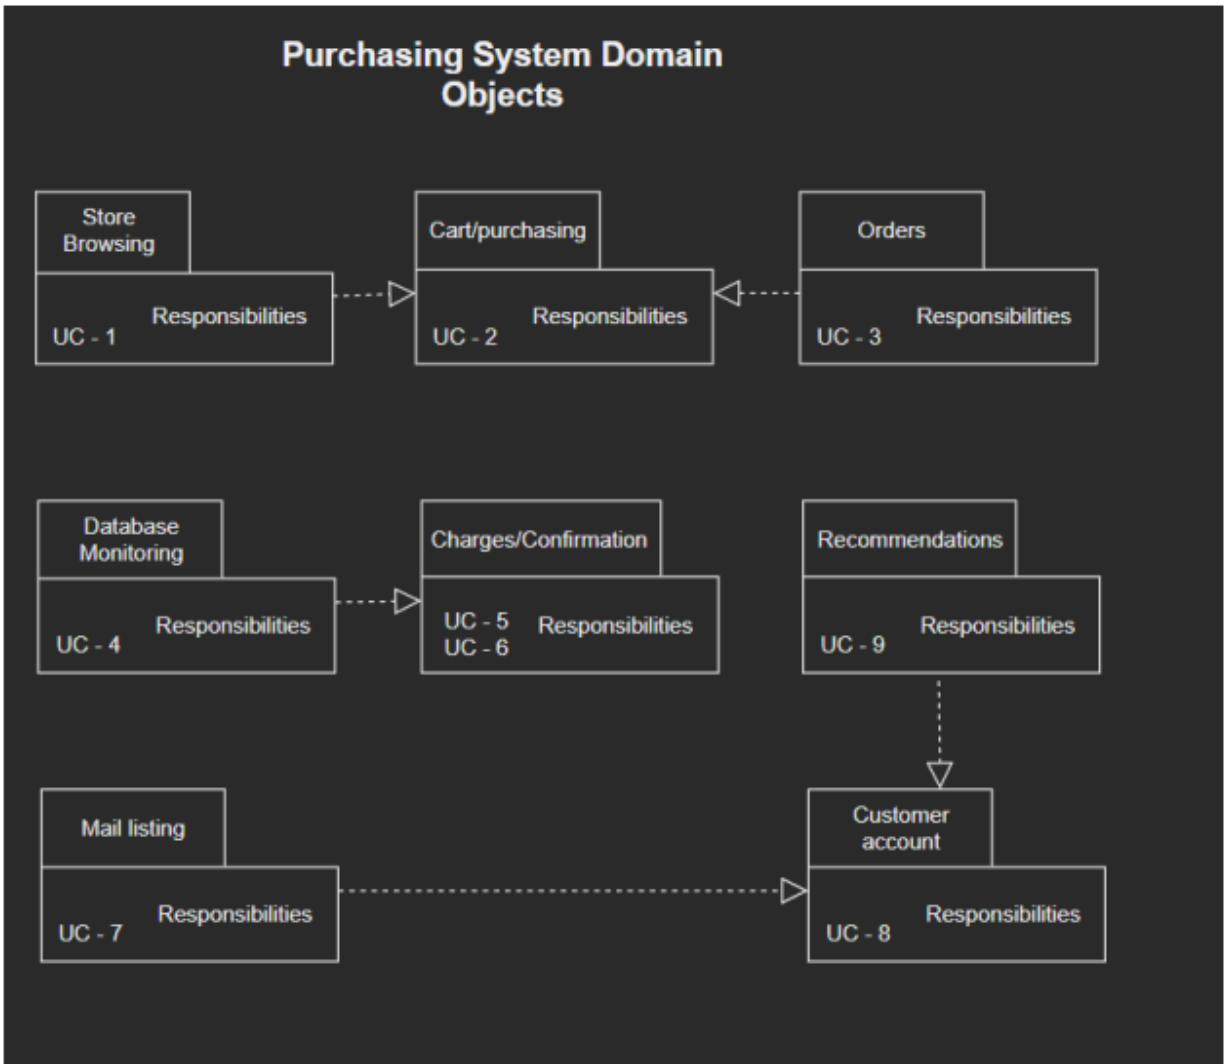 Purchasing System Domain
Objects
Store
Browsing
Responsibilities
UC - 1
Cart/purchasing
Responsibilities
UC - 2
Orders
Responsibilities
UC - 3
Database
Monitoring
Responsibilities
UC - 4
Charges/Confirmation
UC - 5
Responsibilities
UC - 6
Recommendations
Responsibilities
UC - 9
Mail listing
Responsibilities
UC - 7
Customer
account
Responsibilities
UC - 8